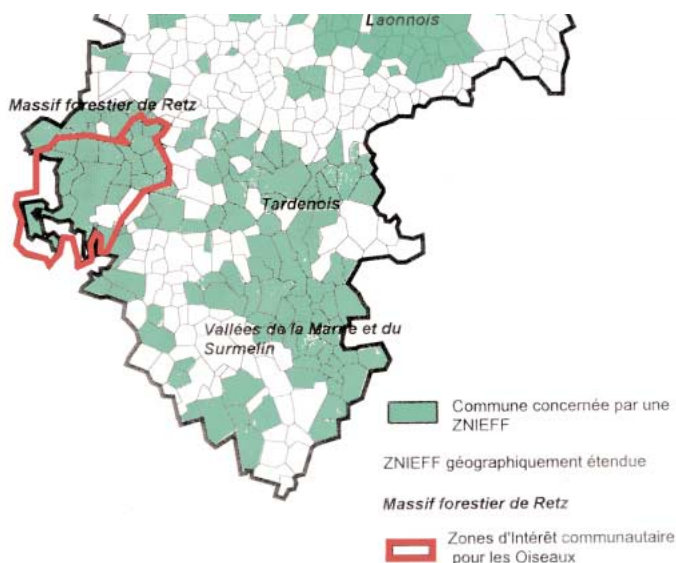 Laonnois
Massif forestier de Retz
Tardenois
Vallées de la Marne et du
Surmelin
Commune concernée par une
ZNIEFF
ZNIEFF géographiquement étendue
Massif forestier de Retz
Zones d'Intérêt communautaire
pour les Oiseaux